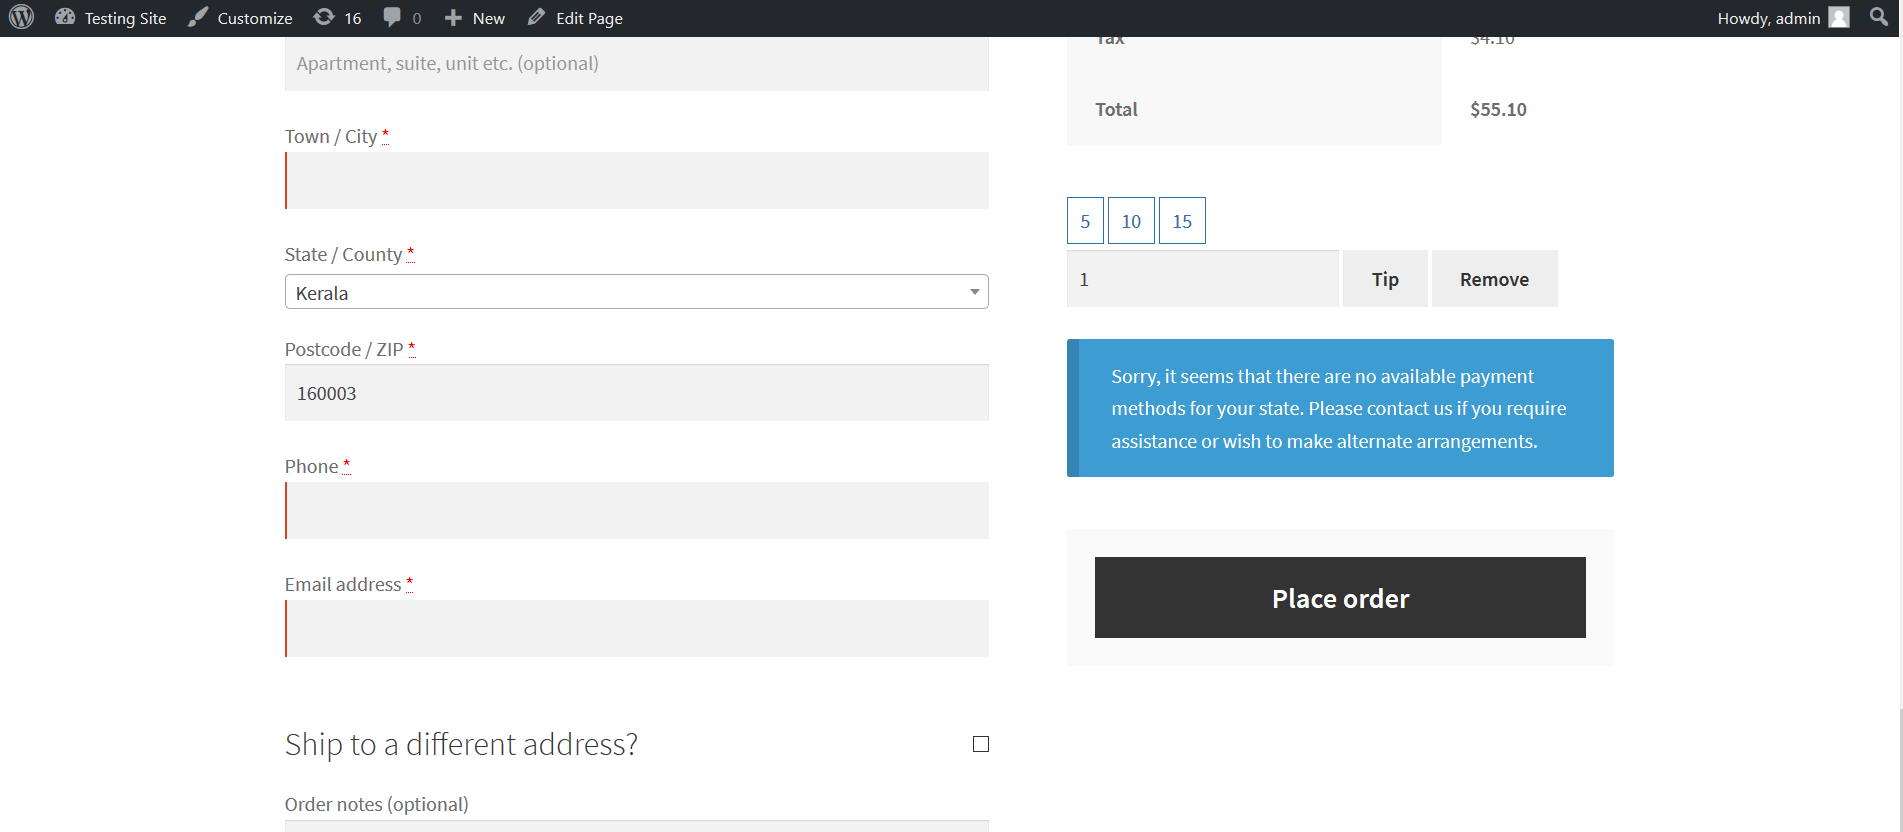 Testing Site Customize 16 0 New Edit Page Howdy, admin
Apartment, suite, unit etc. (optional)
Town / City *
State / County *
Kerala
Postcode / ZIP *
160003
Phone *
Email address *
Ship to a different address?
Order notes (optional)
Tax $4.10
Total $55.10
5 10 15
1 Tip Remove
Sorry, it seems that there are no available payment
methods for your state. Please contact us if you require
assistance or wish to make alternate arrangements.
Place order